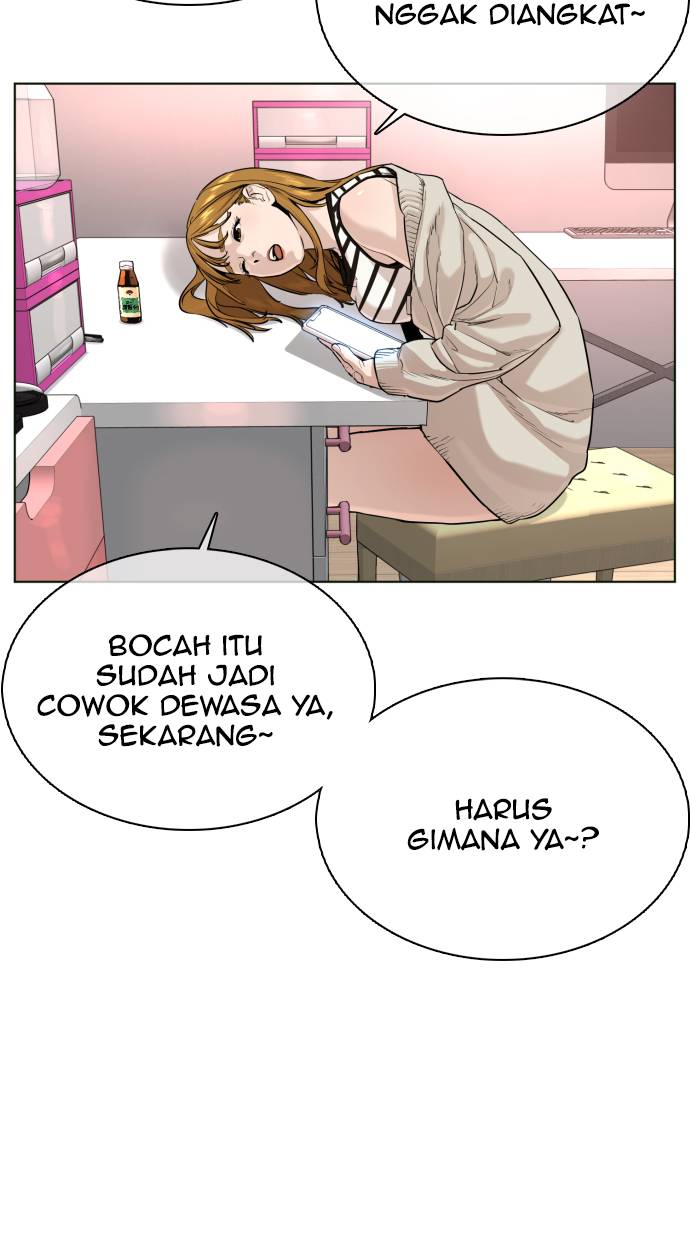 NGGAK DIANGKAT~
BOCAH ITU
SUDAH JADI
COWOK DEWASA YA,
SEKARANG~
HARUS
GIMANA YA~?